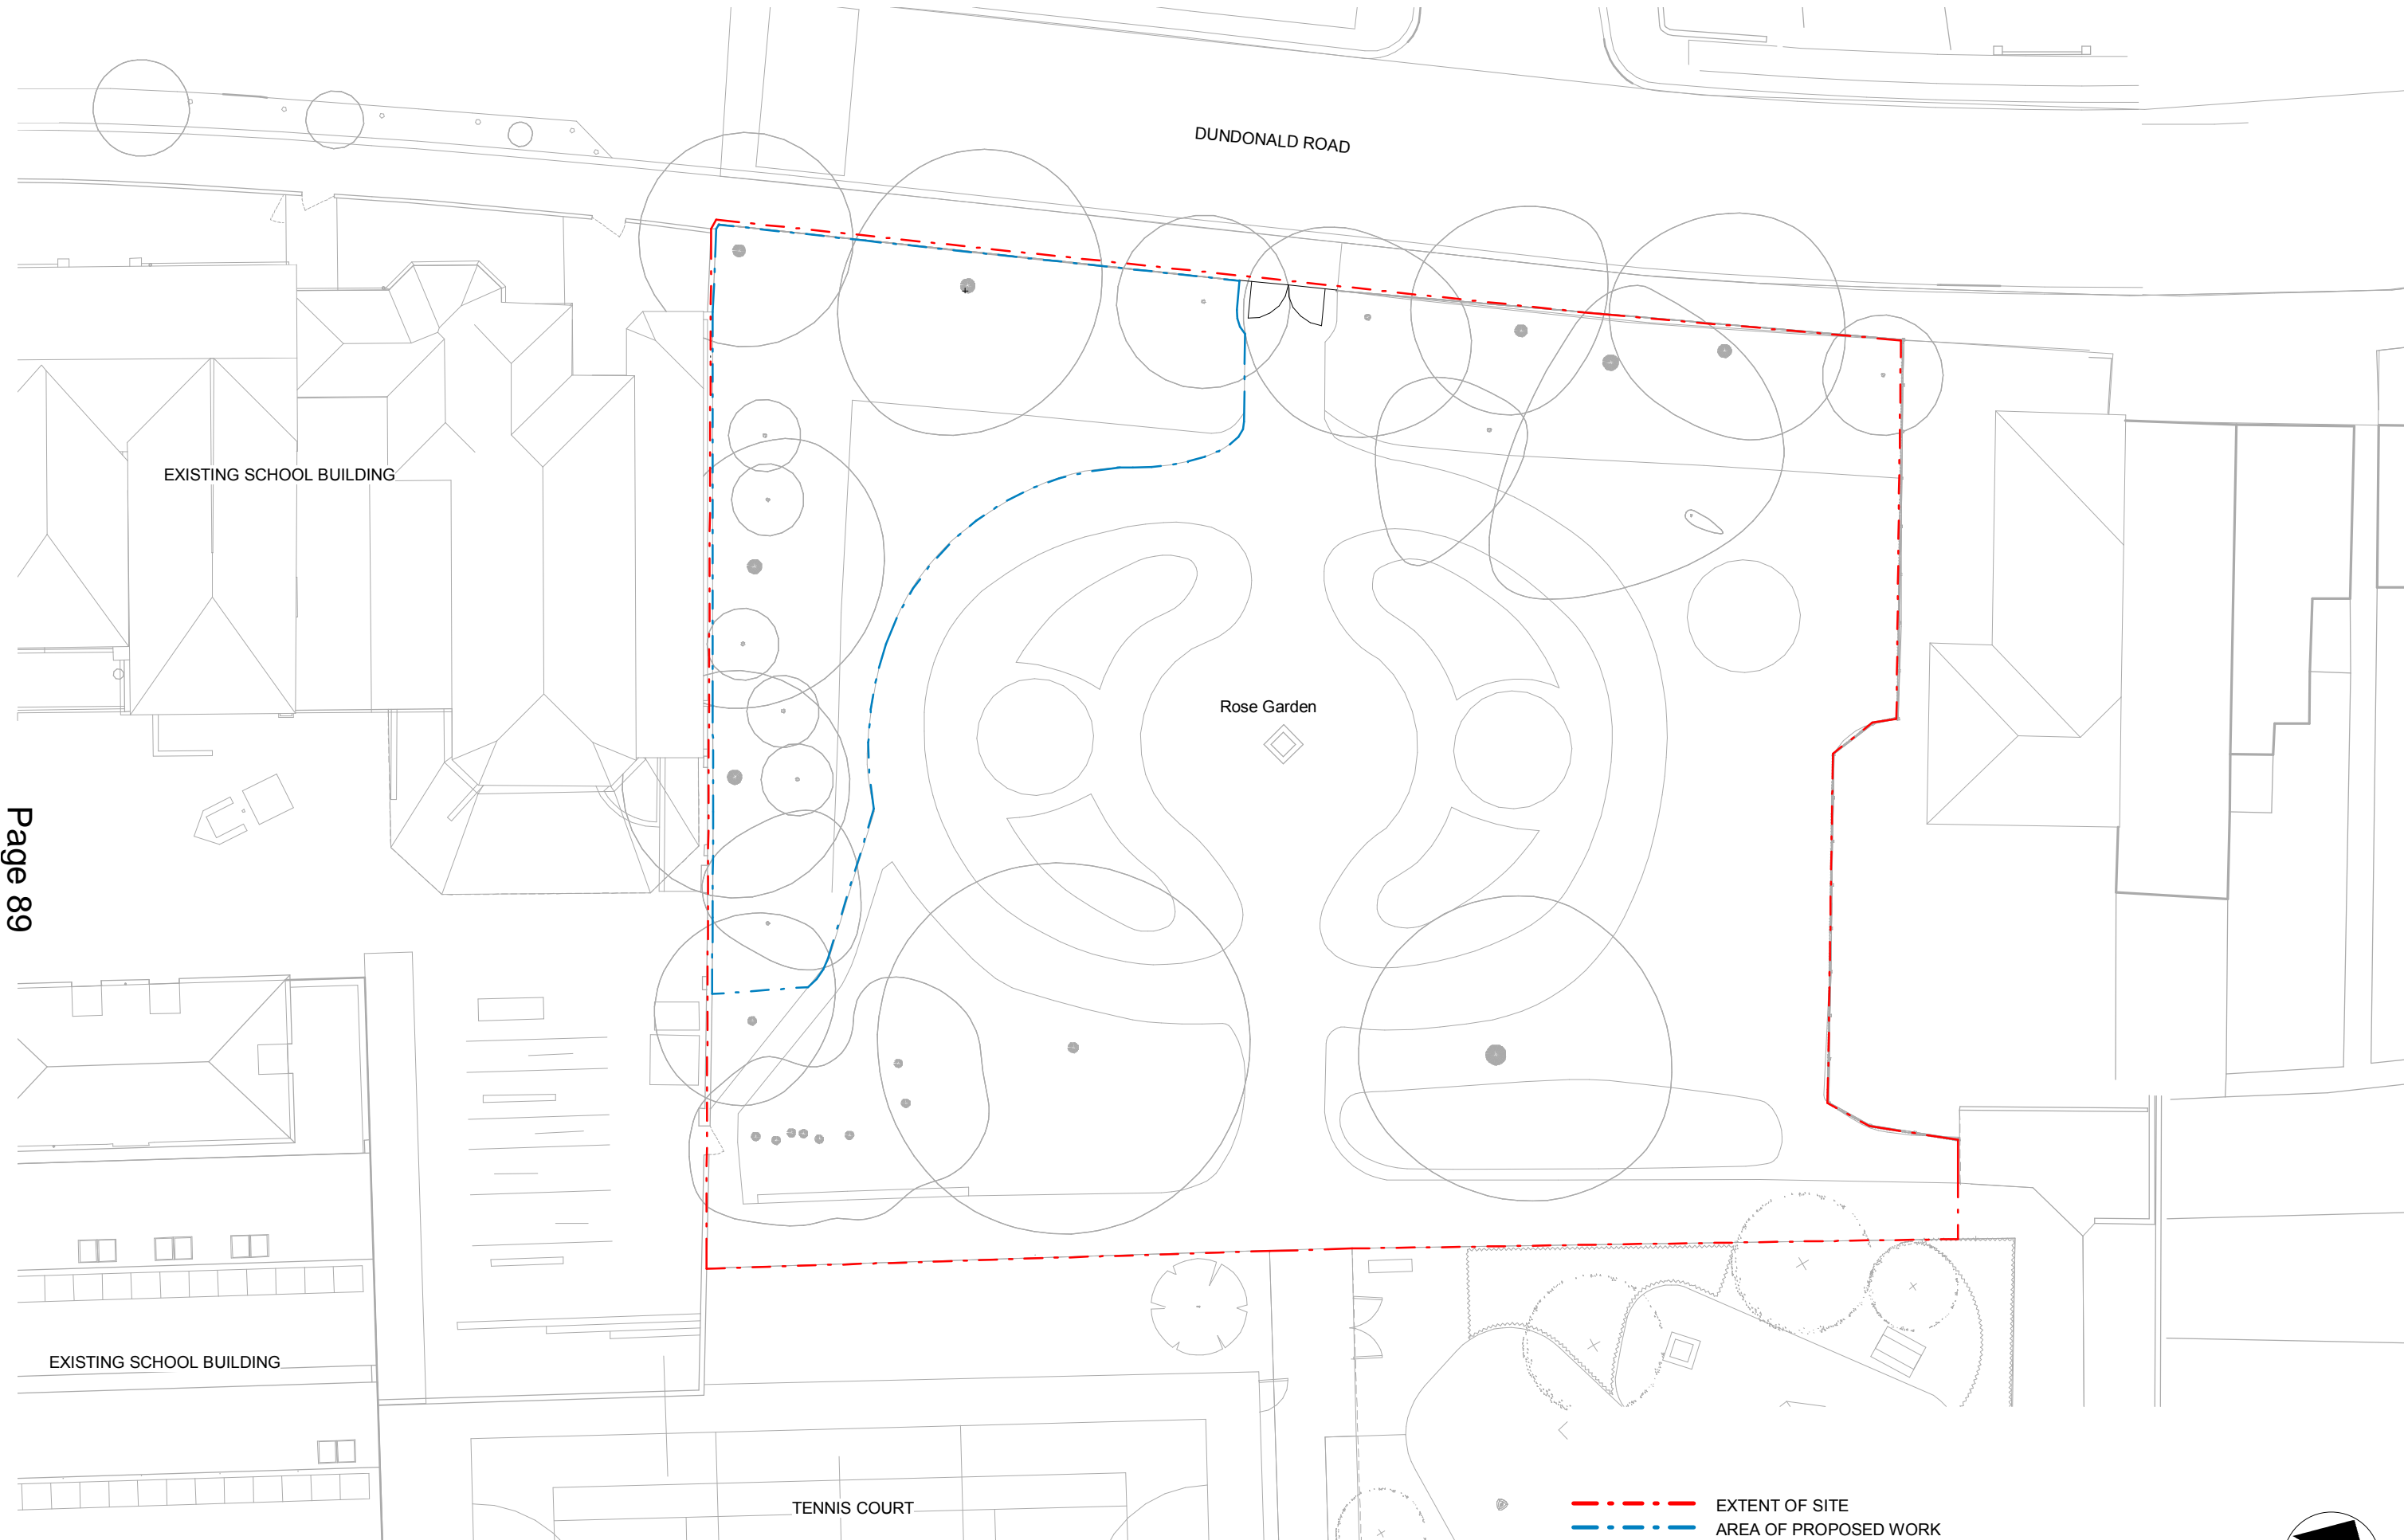 DUNDONALD ROAD
EXISTING SCHOOL BUILDING
Rose Garden
Page 89
EXISTING SCHOOL BUILDING
TENNIS COURT
EXTENT OF SITE
AREA OF PROPOSED WORK